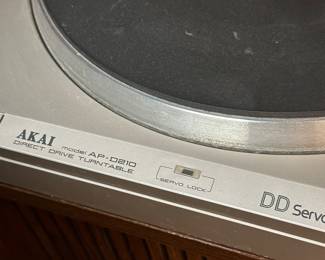 AKAI model AP-D210
DIRECT DRIVE TURNTABLE
SERVO LOCK
DD Servo